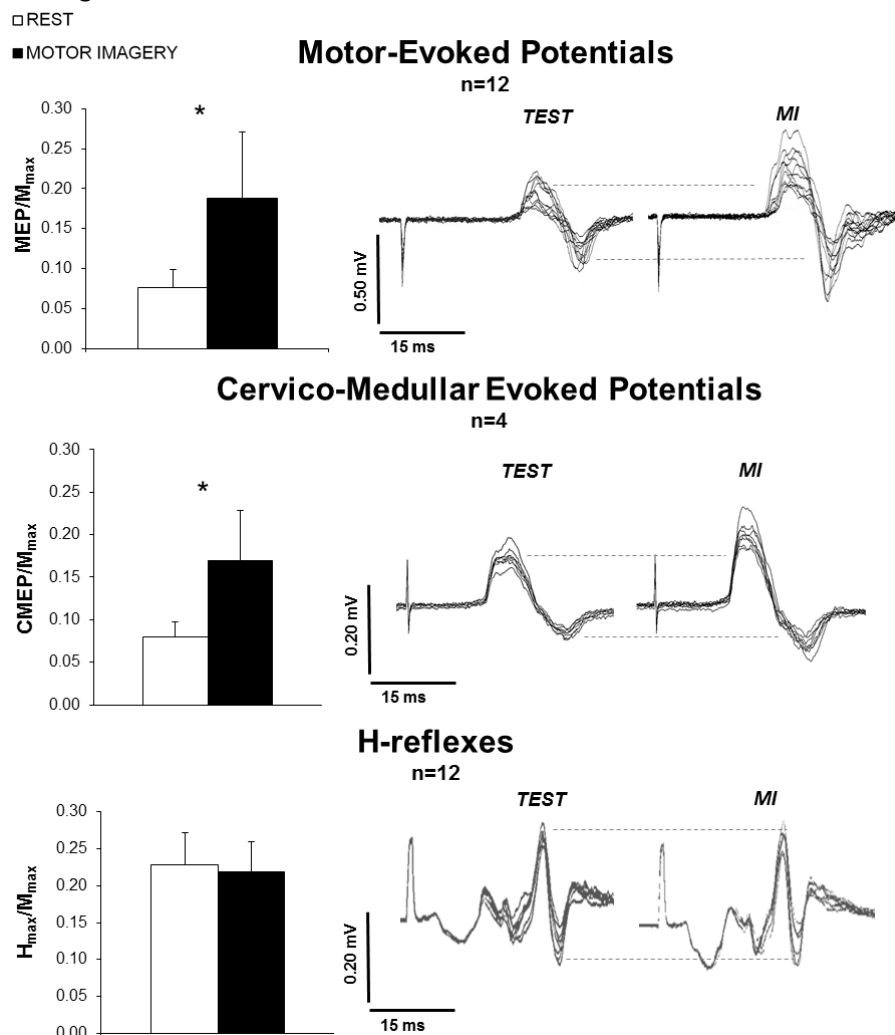 REST
MOTOR IMAGERY
Motor-Evoked Potentials
n=12
0.30
0.25
0.20
0.15
0.10
0.05
0.00
MEP/Mmax
*
TEST
MI
0.50 mV
15 ms
Cervico-Medullar Evoked Potentials
n=4
0.30
0.25
0.20
0.15
0.10
0.05
0.00
CMEP/Mmax
*
TEST
MI
0.20 mV
15 ms
H-reflexes
n=12
0.30
0.25
0.20
0.15
0.10
0.05
0.00
Hmax/Mmax
TEST
MI
0.20 mV
15 ms